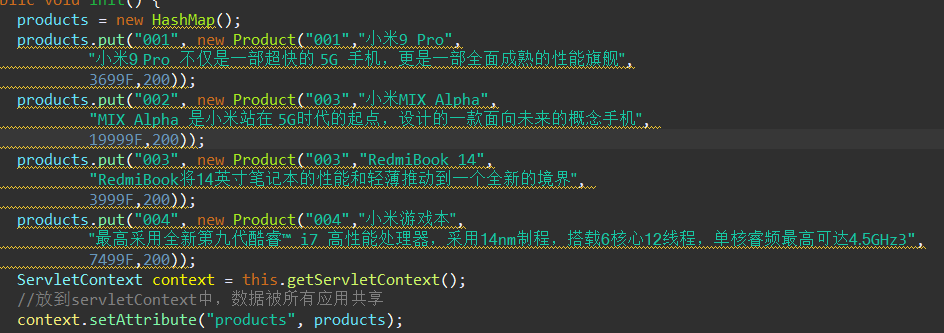 blic void init() {
products = new HashMap();
products.put("001", new Product("001","小米9 Pro",
"小米9 Pro 不仅是一部超快的 5G 手机，更是一部全面成熟的性能旗舰",
3699F,200));
products.put("002", new Product("003","小米MIX Alpha",
"MIX Alpha 是小米站在 5G时代的起点，设计的一款面向未来的概念手机",
19999F,200));
products.put("003", new Product("003","RedmiBook 14",
"RedmiBook将14英寸笔记本的性能和轻薄推动到一个全新的境界",
3999F,200));
products.put("004", new Product("004","小米游戏本",
"最高采用全新第九代酷睿™ i7 高性能处理器，采用14nm制程，搭载6核心12线程，单核睿频最高可达4.5GHz3",
7499F,200));
ServletContext context = this.getServletContext();
//放到servletContext中，数据被所有应用共享
context.setAttribute("products", products);